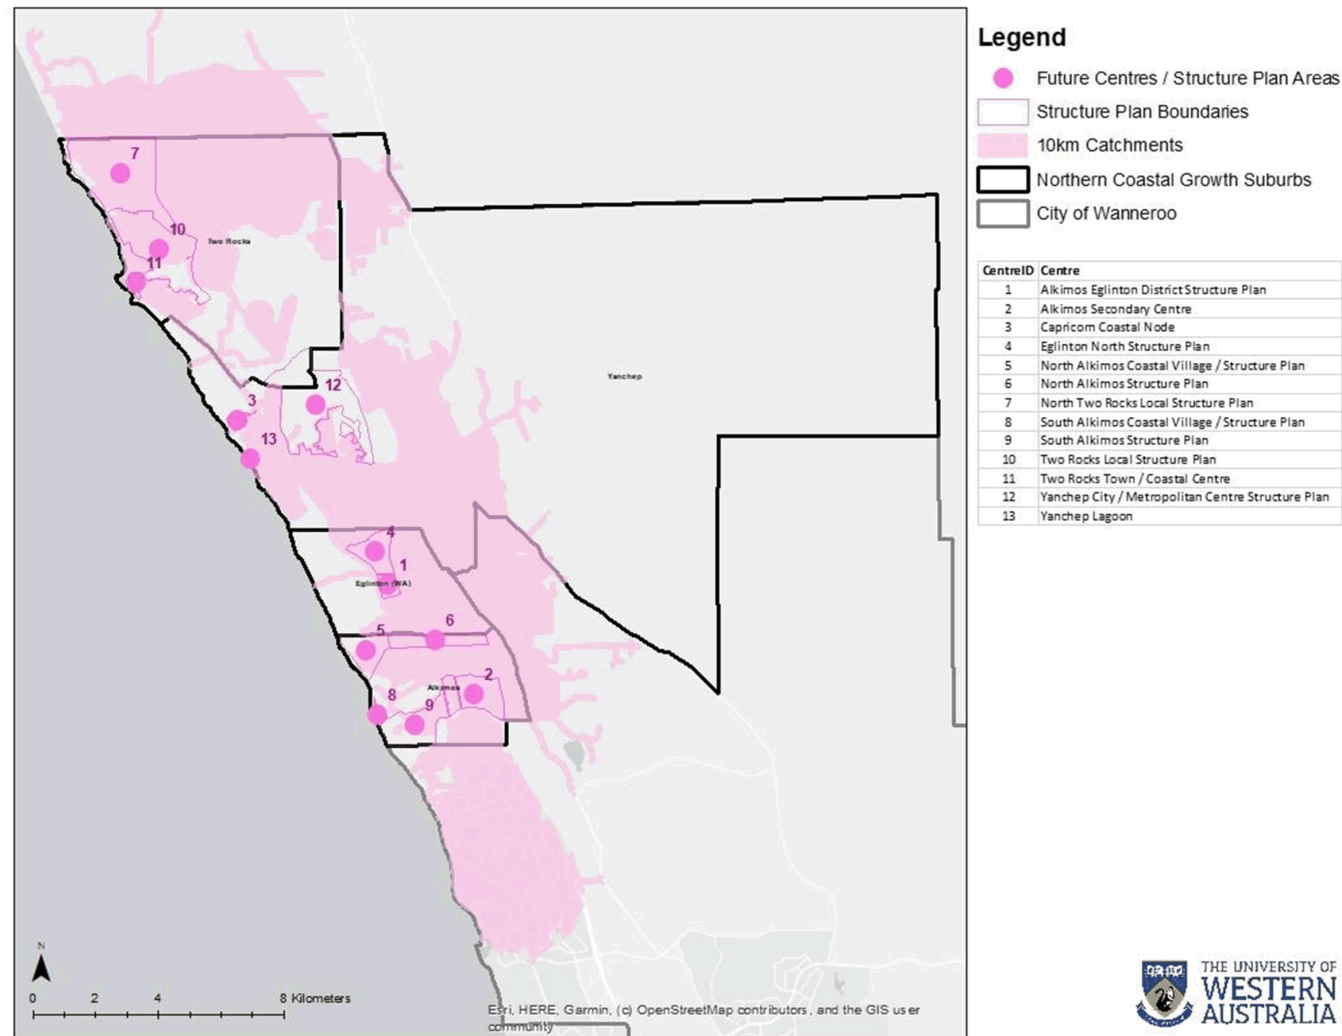 Legend
Future Centres / Structure Plan Areas
Structure Plan Boundaries
10km Catchments
Northern Coastal Growth Suburbs
City of Wanneroo
CentreID Centre
1 Alkimos Eglinton District Structure Plan
2 Alkimos Secondary Centre
3 Capricorn Coastal Node
4 Eglinton North Structure Plan
5 North Alkimos Coastal Village / Structure Plan
6 North Alkimos Structure Plan
7 North Two Rocks Local Structure Plan
8 South Alkimos Coastal Village / Structure Plan
9 South Alkimos Structure Plan
10 Two Rocks Local Structure Plan
11 Two Rocks Town / Coastal Centre
12 Yanchep City / Metropolitan Centre Structure Plan
13 Yanchep Lagoon
7
10
Two Rocks
11
Yanchep
12
3
13
4
1
Eglinton (WA)
6
5
2
Alkimos
8
9
N
0 2 4 8 Kilometers
Esri, HERE, Garmin, (c) OpenStreetMap contributors, and the GIS user
community
THE UNIVERSITY OF
WESTERN
AUSTRALIA